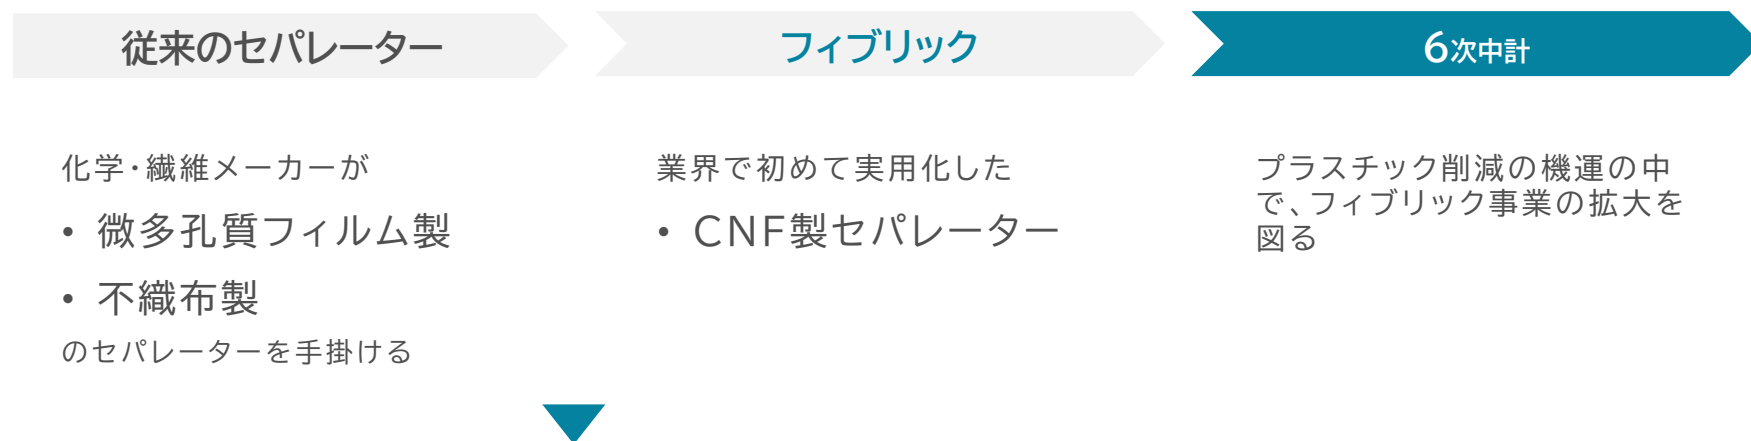 従来のセパレーター
フィブリック
6次中計
化学・繊維メーカーが
• 微多孔質フィルム製
• 不織布製
のセパレーターを手掛ける
業界で初めて実用化した
• CNF製セパレーター
プラスチック削減の機運の中
で、フィブリック事業の拡大を
図る